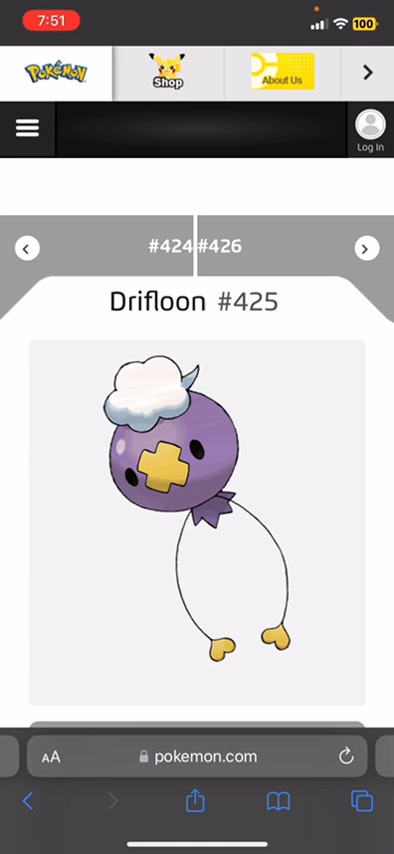 7:51
100
POKÉMON
Shop
About Us
Log In
#424 #426
Drifloon #425
AA pokemon.com